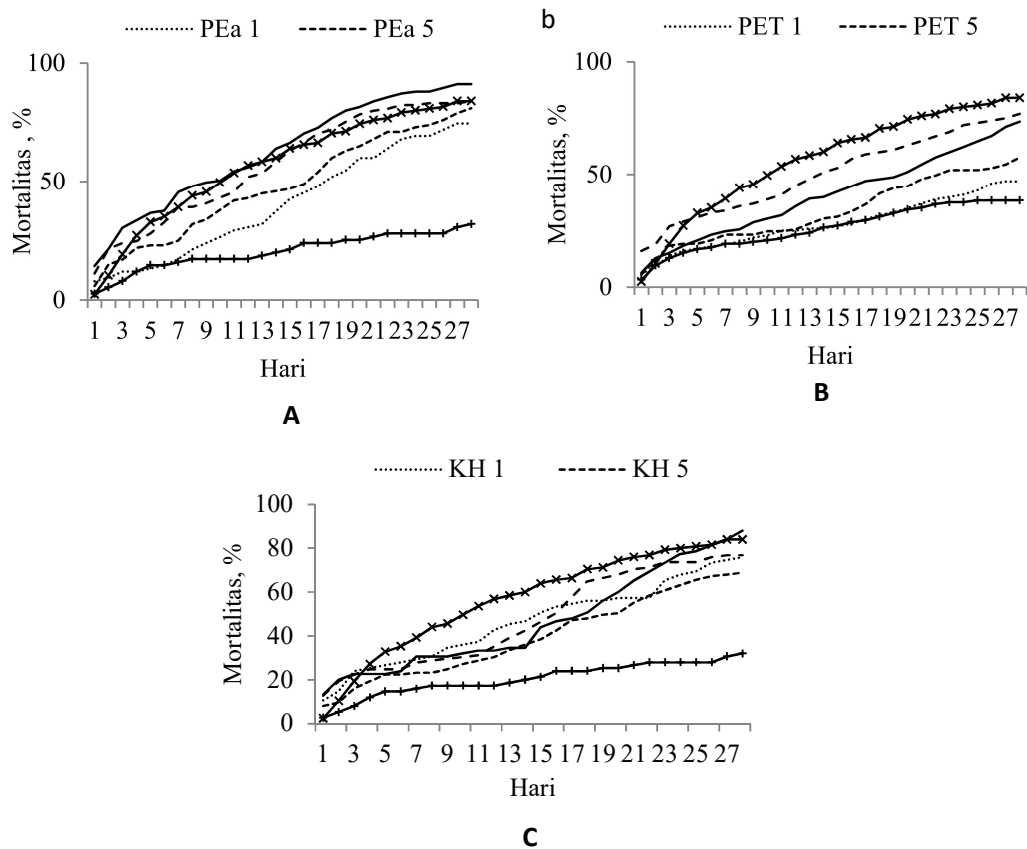 PEa 1 PEa 5
100
50
0
Mortalitas , %
1 3 5 7 9 11 13 15 17 19 21 23 25 27
Hari
A
b
PET 1 PET 5
100
50
0
Mortalitas, %
1 3 5 7 9 11 13 15 17 19 21 23 25 27
Hari
B
KH 1 KH 5
100
80
60
40
20
0
Mortalitas, %
1 3 5 7 9 11 13 15 17 19 21 23 25 27
Hari
C